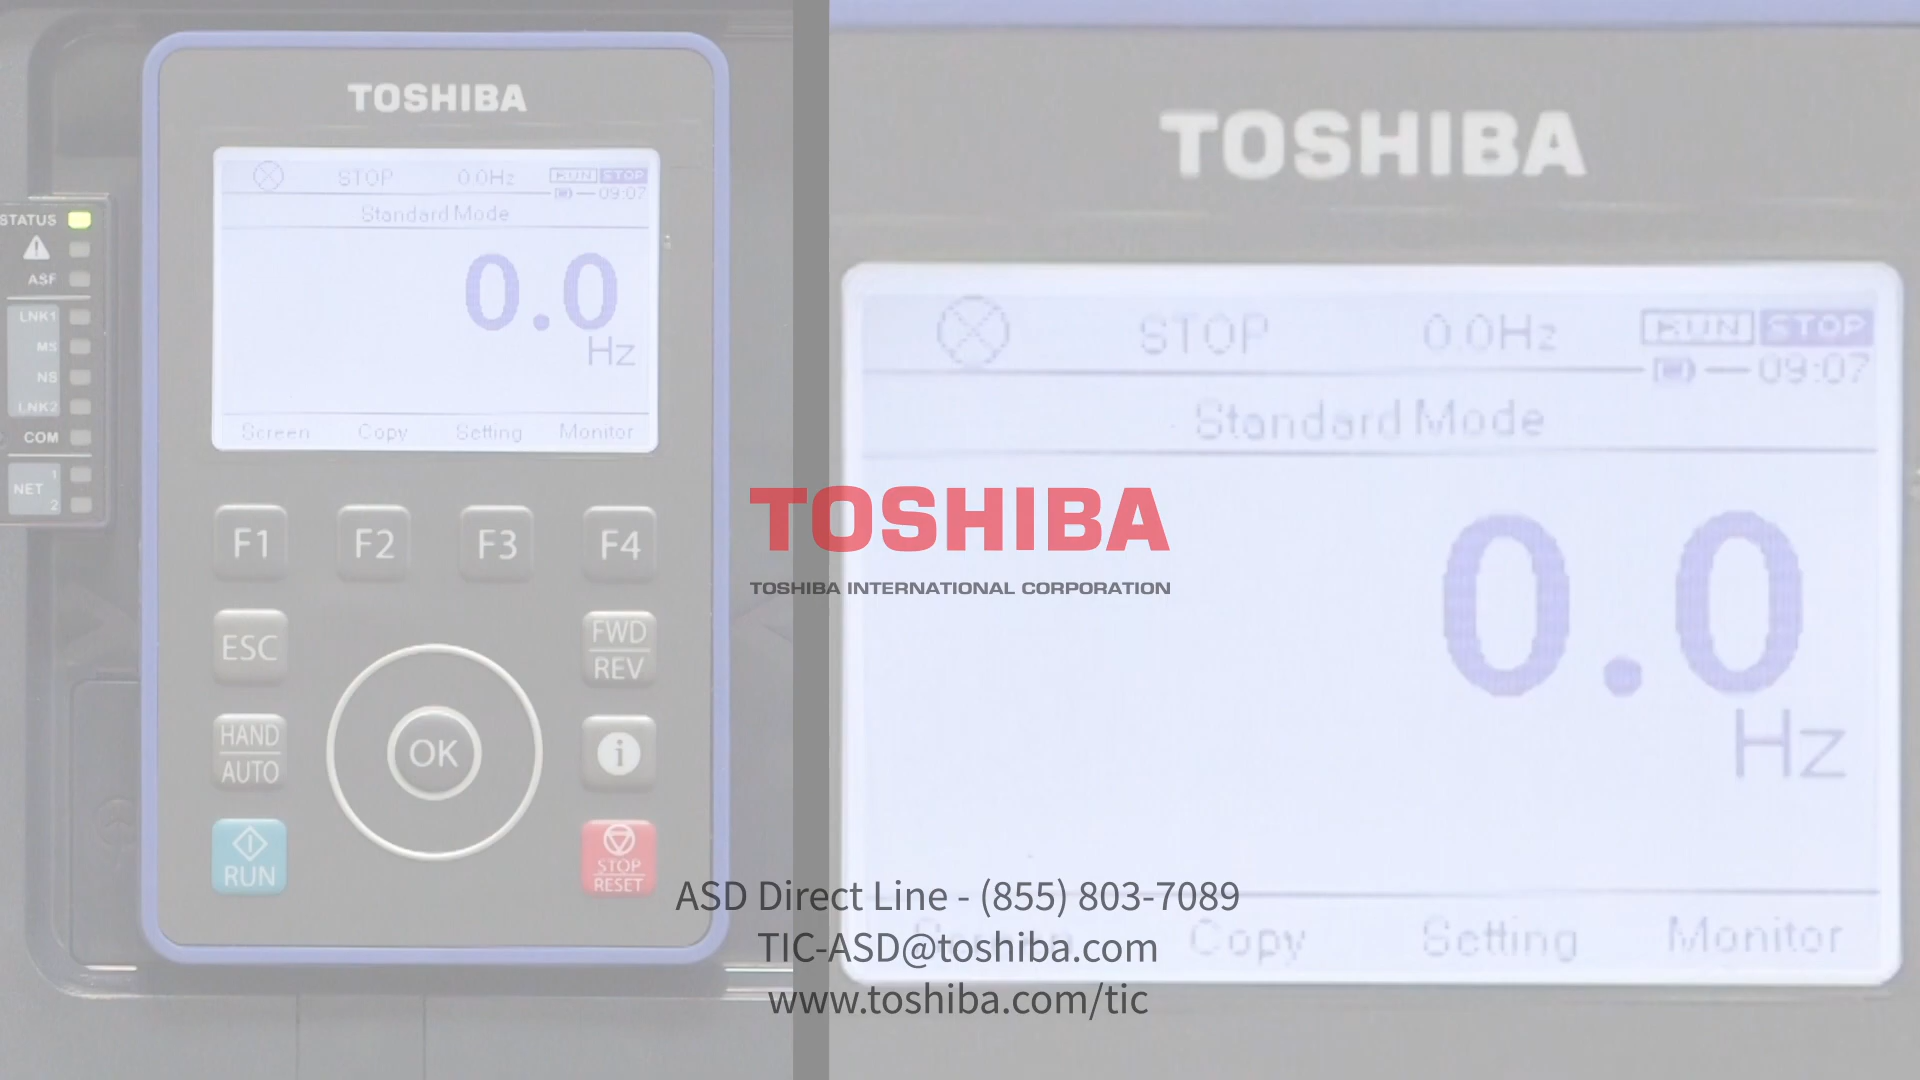 TOSHIBA
STOP 0.0Hz RUN STOP
09:07
Standard Mode
0.0
Hz
Screen Copy Setting Monitor
STATUS
ASF
LNK1
MS
NS
LNK2
COM
NET 1
2
F1 F2 F3 F4
ESC
FWD
REV
HAND
AUTO
OK
i
RUN
STOP
RESET
TOSHIBA
STOP 0.0Hz RUN STOP
09:07
Standard Mode
0.0
Hz
Copy Setting Monitor
TOSHIBA
TOSHIBA INTERNATIONAL CORPORATION
ASD Direct Line - (855) 803-7089
TIC-ASD@toshiba.com
www.toshiba.com/tic